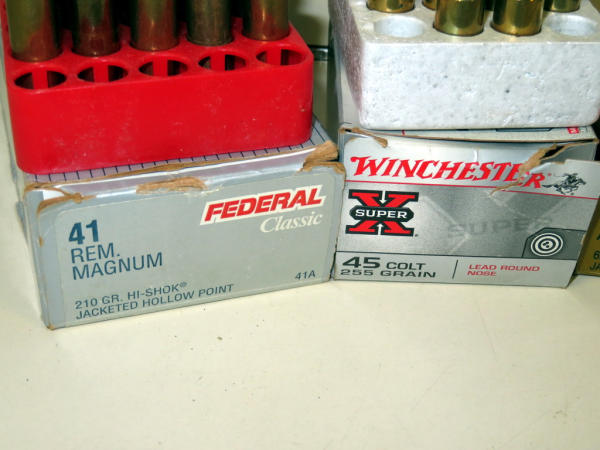 FEDERAL
Classic
41
REM.
MAGNUM
210 GR. HI-SHOK®
JACKETED HOLLOW POINT
41A
WINCHESTER
SUPER
X
SUPER
45 COLT
255 GRAIN
LEAD ROUND
NOSE